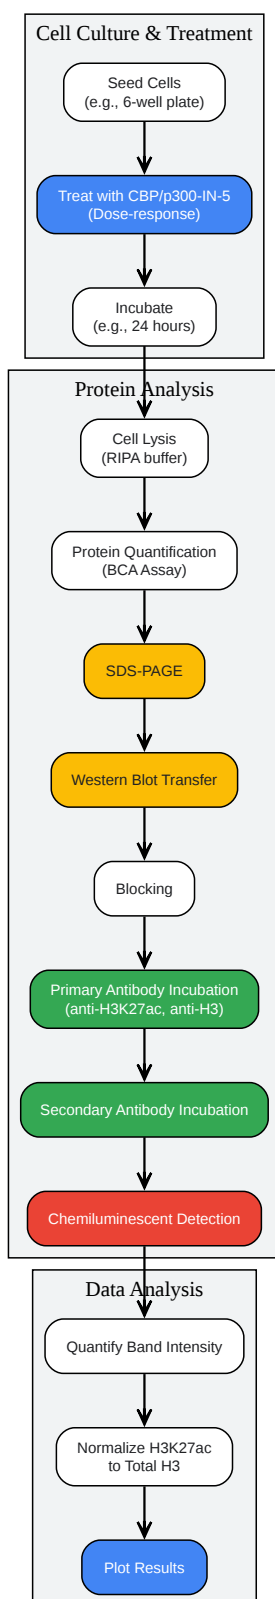 Cell Culture & Treatment
Seed Cells
(e.g., 6-well plate)
Treat with CBP/p300-IN-5
(Dose-response)
Incubate
(e.g., 24 hours)
Protein Analysis
Cell Lysis
(RIPA buffer)
Protein Quantification
(BCA Assay)
SDS-PAGE
Western Blot Transfer
Blocking
Primary Antibody Incubation
(anti-H3K27ac, anti-H3)
Secondary Antibody Incubation
Chemiluminescent Detection
Data Analysis
Quantify Band Intensity
Normalize H3K27ac
to Total H3
Plot Results